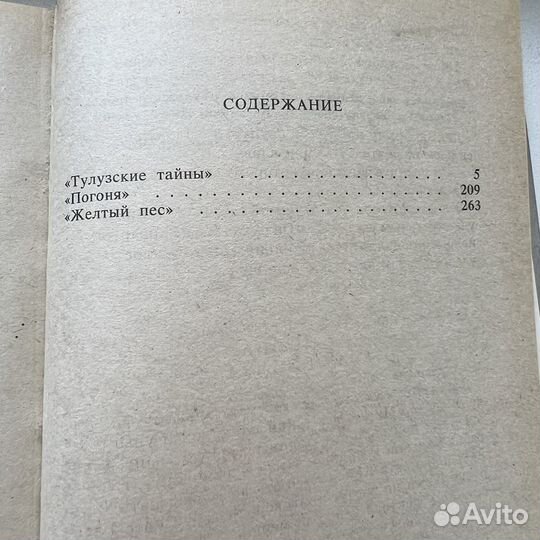 СОДЕРЖАНИЕ
«Тулузские тайны» . . . . . . . . . . . . . . . . . . 5
«Погоня» . . . . . . . . . . . . . . . . . . . . . . . . 209
«Желтый пес» . . . . . . . . . . . . . . . . . . . . 263
Avito